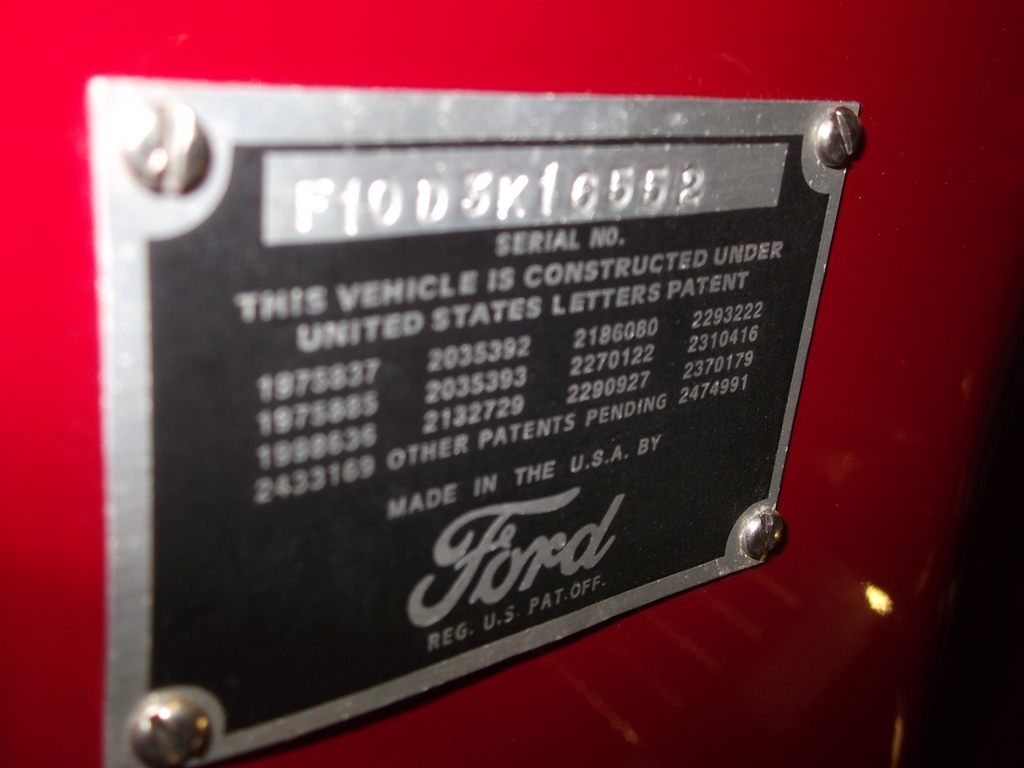 F10D3K16552
SERIAL NO.
THIS VEHICLE IS CONSTRUCTED UNDER
UNITED STATES LETTERS PATENT
1975837 2035392 2186080 2293222
1975885 2035393 2270122 2310416
1998636 2132729 2290927 2370179
2433169 OTHER PATENTS PENDING 2474991
MADE IN THE U.S.A. BY
Ford
REG. U.S. PAT. OFF.